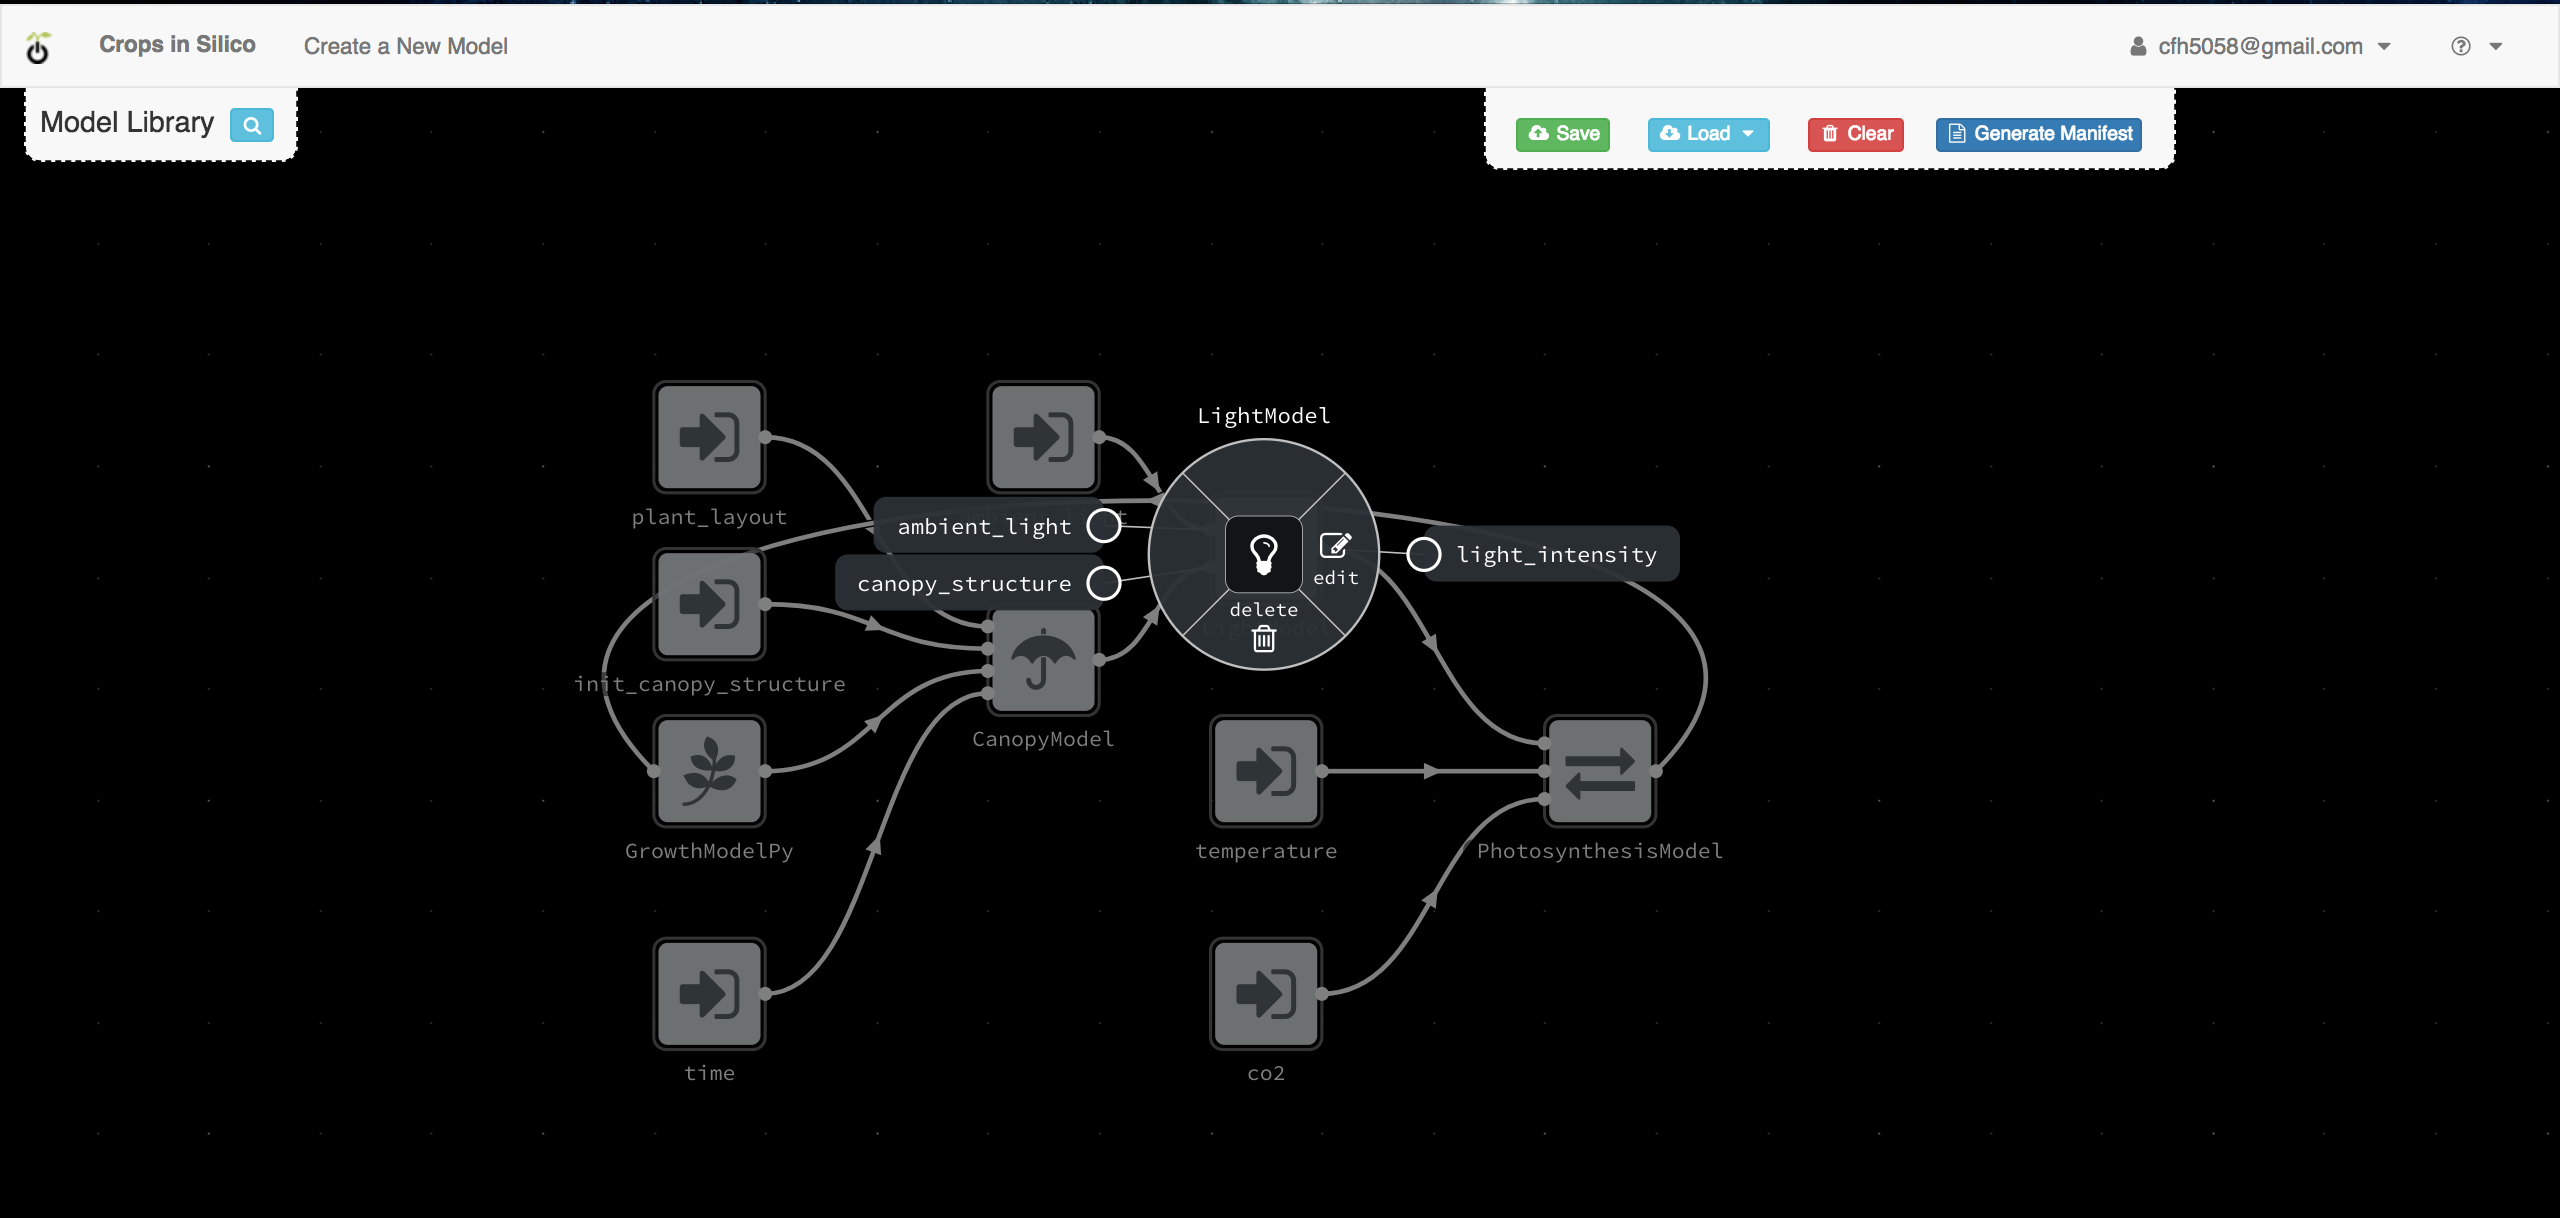 Crops in Silico
Create a New Model
cfh5058@gmail.com
Model Library
Save
Load
Clear
Generate Manifest
LightModel
plant_layout
ambient_light
canopy_structure
edit
delete
light_intensity
init_canopy_structure
CanopyModel
GrowthModelPy
temperature
PhotosynthesisModel
time
co2